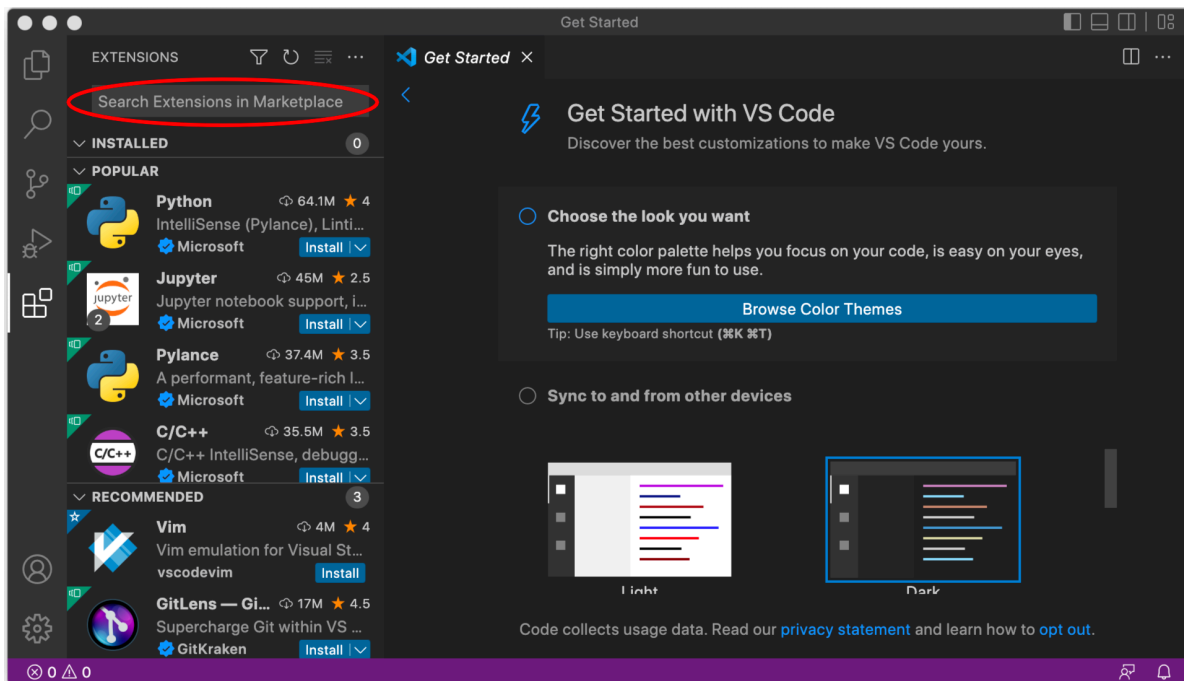 Get Started
EXTENSIONS
Search Extensions in Marketplace
INSTALLED 0
POPULAR
Python 64.1M 4
IntelliSense (Pylance), Linti...
Microsoft Install
Jupyter 45M 2.5
jupyter
Jupyter notebook support, i...
2
Microsoft Install
Pylance 37.4M 3.5
A performant, feature-rich l...
Microsoft Install
C/C++ 35.5M 3.5
C/C++
C/C++ IntelliSense, debugg...
Microsoft Install
RECOMMENDED 3
Vim 4M 4
Vim emulation for Visual St...
vscodevim Install
GitLens — Gi... 17M 4.5
Supercharge Git within VS ...
GitKraken Install
Get Started
Get Started with VS Code
Discover the best customizations to make VS Code yours.
Choose the look you want
The right color palette helps you focus on your code, is easy on your eyes,
and is simply more fun to use.
Browse Color Themes
Tip: Use keyboard shortcut (⌘K ⌘T)
Sync to and from other devices
Light Dark
Code collects usage data. Read our privacy statement and learn how to opt out.
0 0